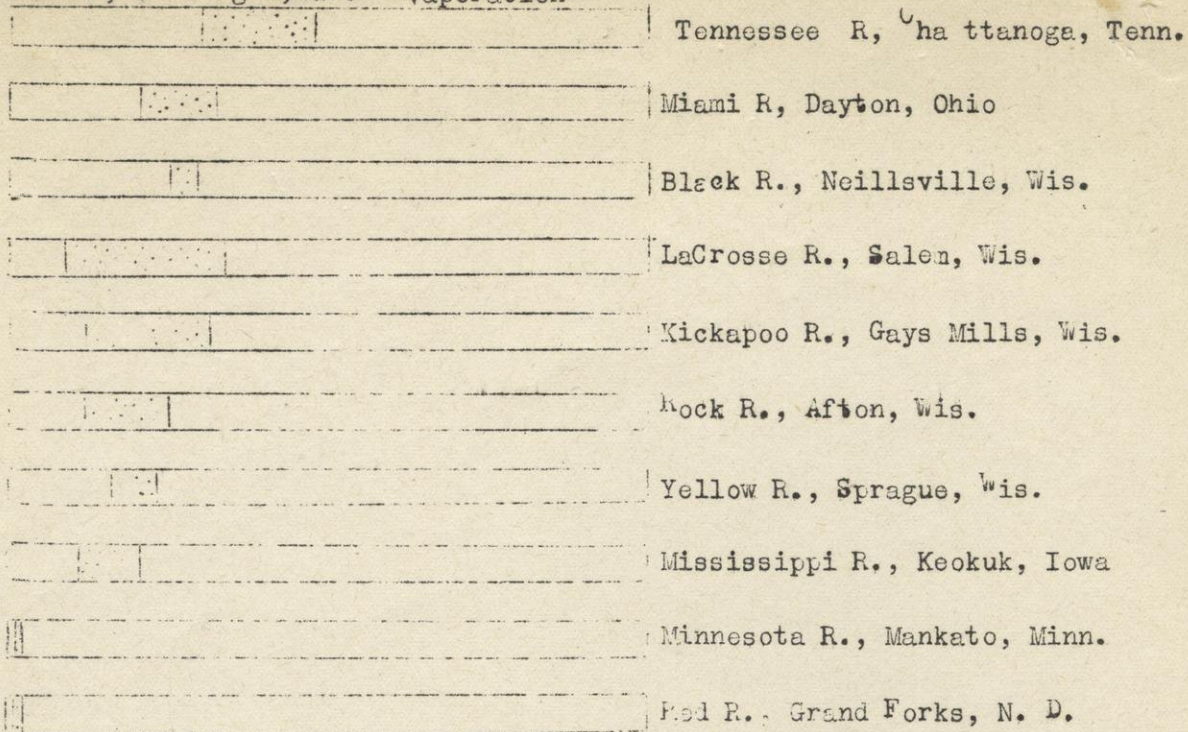 Tennessee R, Cha ttanoga, Tenn.
Miami R, Dayton, Ohio
Black R., Neillsville, Wis.
LaCrosse R., Salem, Wis.
Kickapoo R., Gays Mills, Wis.
Rock R., Afton, Wis.
Yellow R., Sprague, Wis.
Mississippi R., Keokuk, Iowa
Minnesota R., Mankato, Minn.
Red R., Grand Forks, N. D.